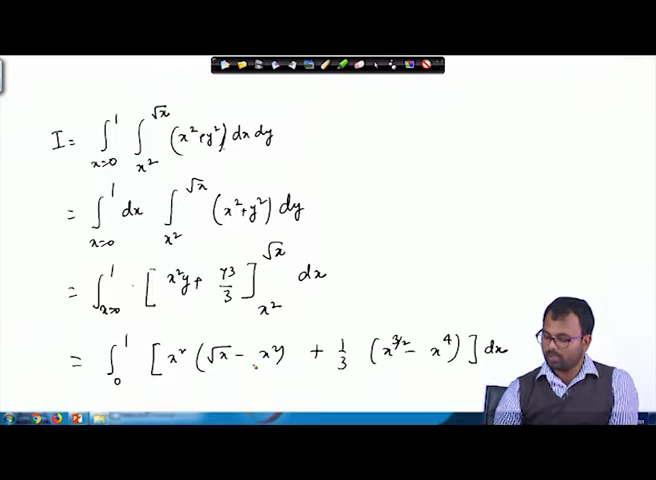 I = ∫_{x=0}^{1} ∫_{x²}^{√x} (x²+y²) dx dy
= ∫_{x=0}^{1} dx ∫_{x²}^{√x} (x²+y²) dy
= ∫_{x=0}^{1} [x²y + y3/3]_{x²}^{√x} dx
= ∫_{0}^{1} [x² (√x − x²) + 1/3 (x^{3/2} − x^4)] dx